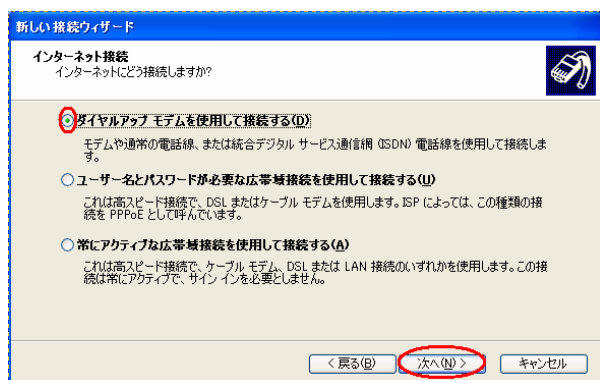 新しい接続ウィザード
インターネット接続
インターネットにどう接続しますか?
ダイヤルアップ モデムを使用して接続する(D)
モデムや通常の電話線、または統合デジタル サービス通信網 (ISDN) 電話線を使用して接続しま
す。
ユーザー名とパスワードが必要な広帯域接続を使用して接続する(U)
これは高スピード接続で、DSL またはケーブル モデムを使用します。ISP によっては、この種類の接
続を PPPoE として呼んでいます。
常にアクティブな広帯域接続を使用して接続する(A)
これは高スピード接続で、ケーブル モデム、DSL または LAN 接続のいずれかを使用します。この接
続は常にアクティブで、サイン インを必要としません。
< 戻る(B) 次へ(N) > キャンセル